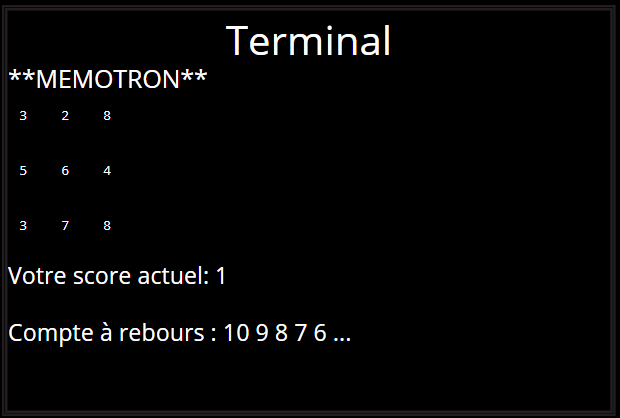 Terminal
**MEMOTRON**
3 2 8
5 6 4
3 7 8
Votre score actuel: 1
Compte à rebours : 10 9 8 7 6 ...